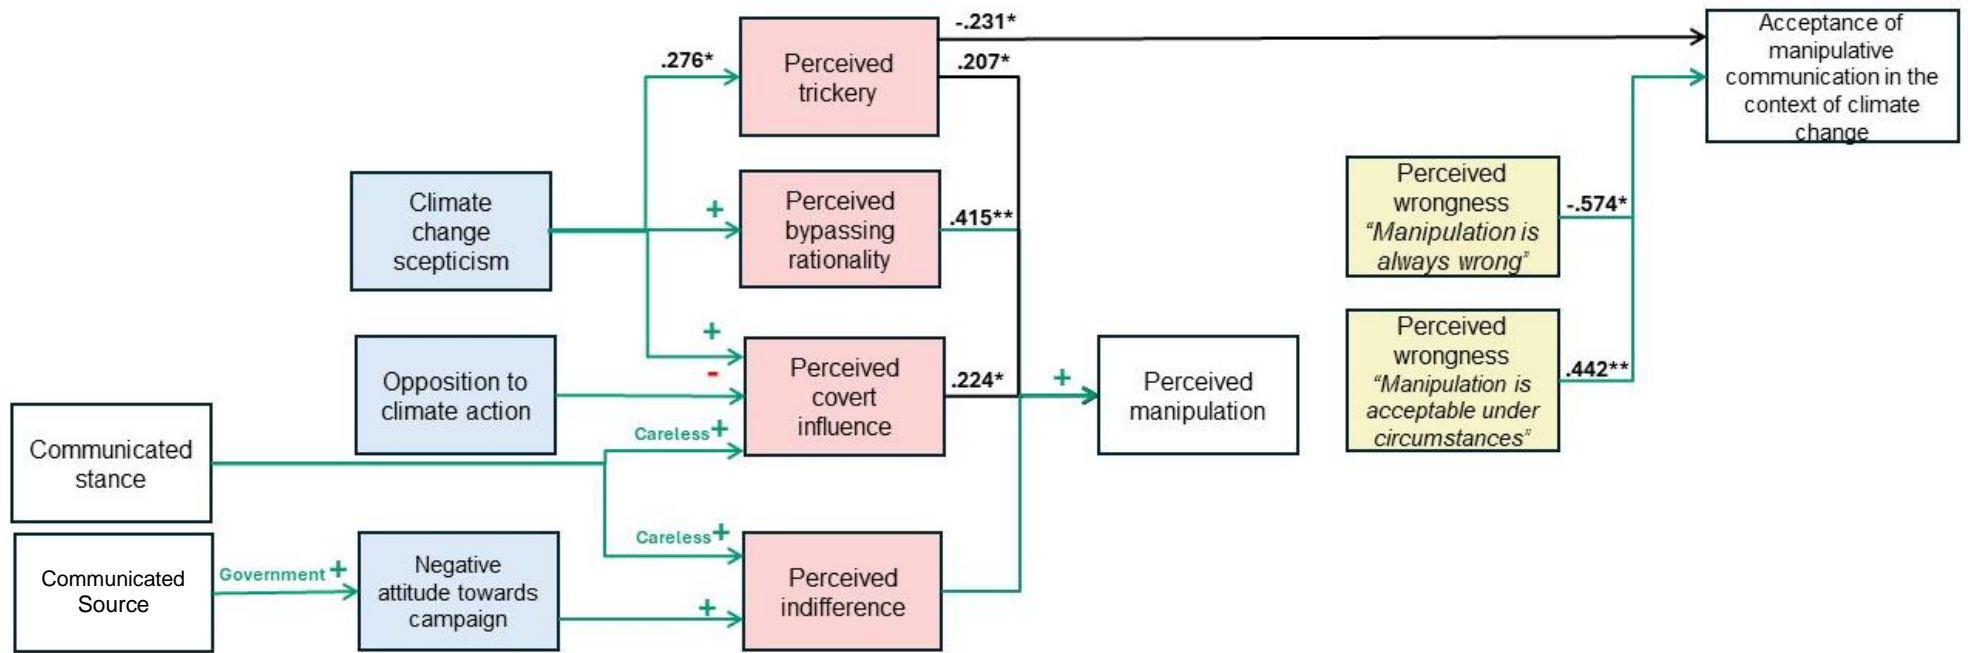 -.231*
.276*
Perceived
trickery
.207*
Acceptance of
manipulative
communication in the
context of climate
change
Climate
change
scepticism
+
Perceived
bypassing
rationality
.415**
Perceived
wrongness
“Manipulation is
always wrong”
-.574*
+
-
Opposition to
climate action
Perceived
covert
influence
.224*
+
Perceived
manipulation
Perceived
wrongness
“Manipulation is
acceptable under
circumstances”
.442**
Communicated
stance
Careless+
Careless+
Communicated
Source
Government +
Negative
attitude towards
campaign
+
Perceived
indifference